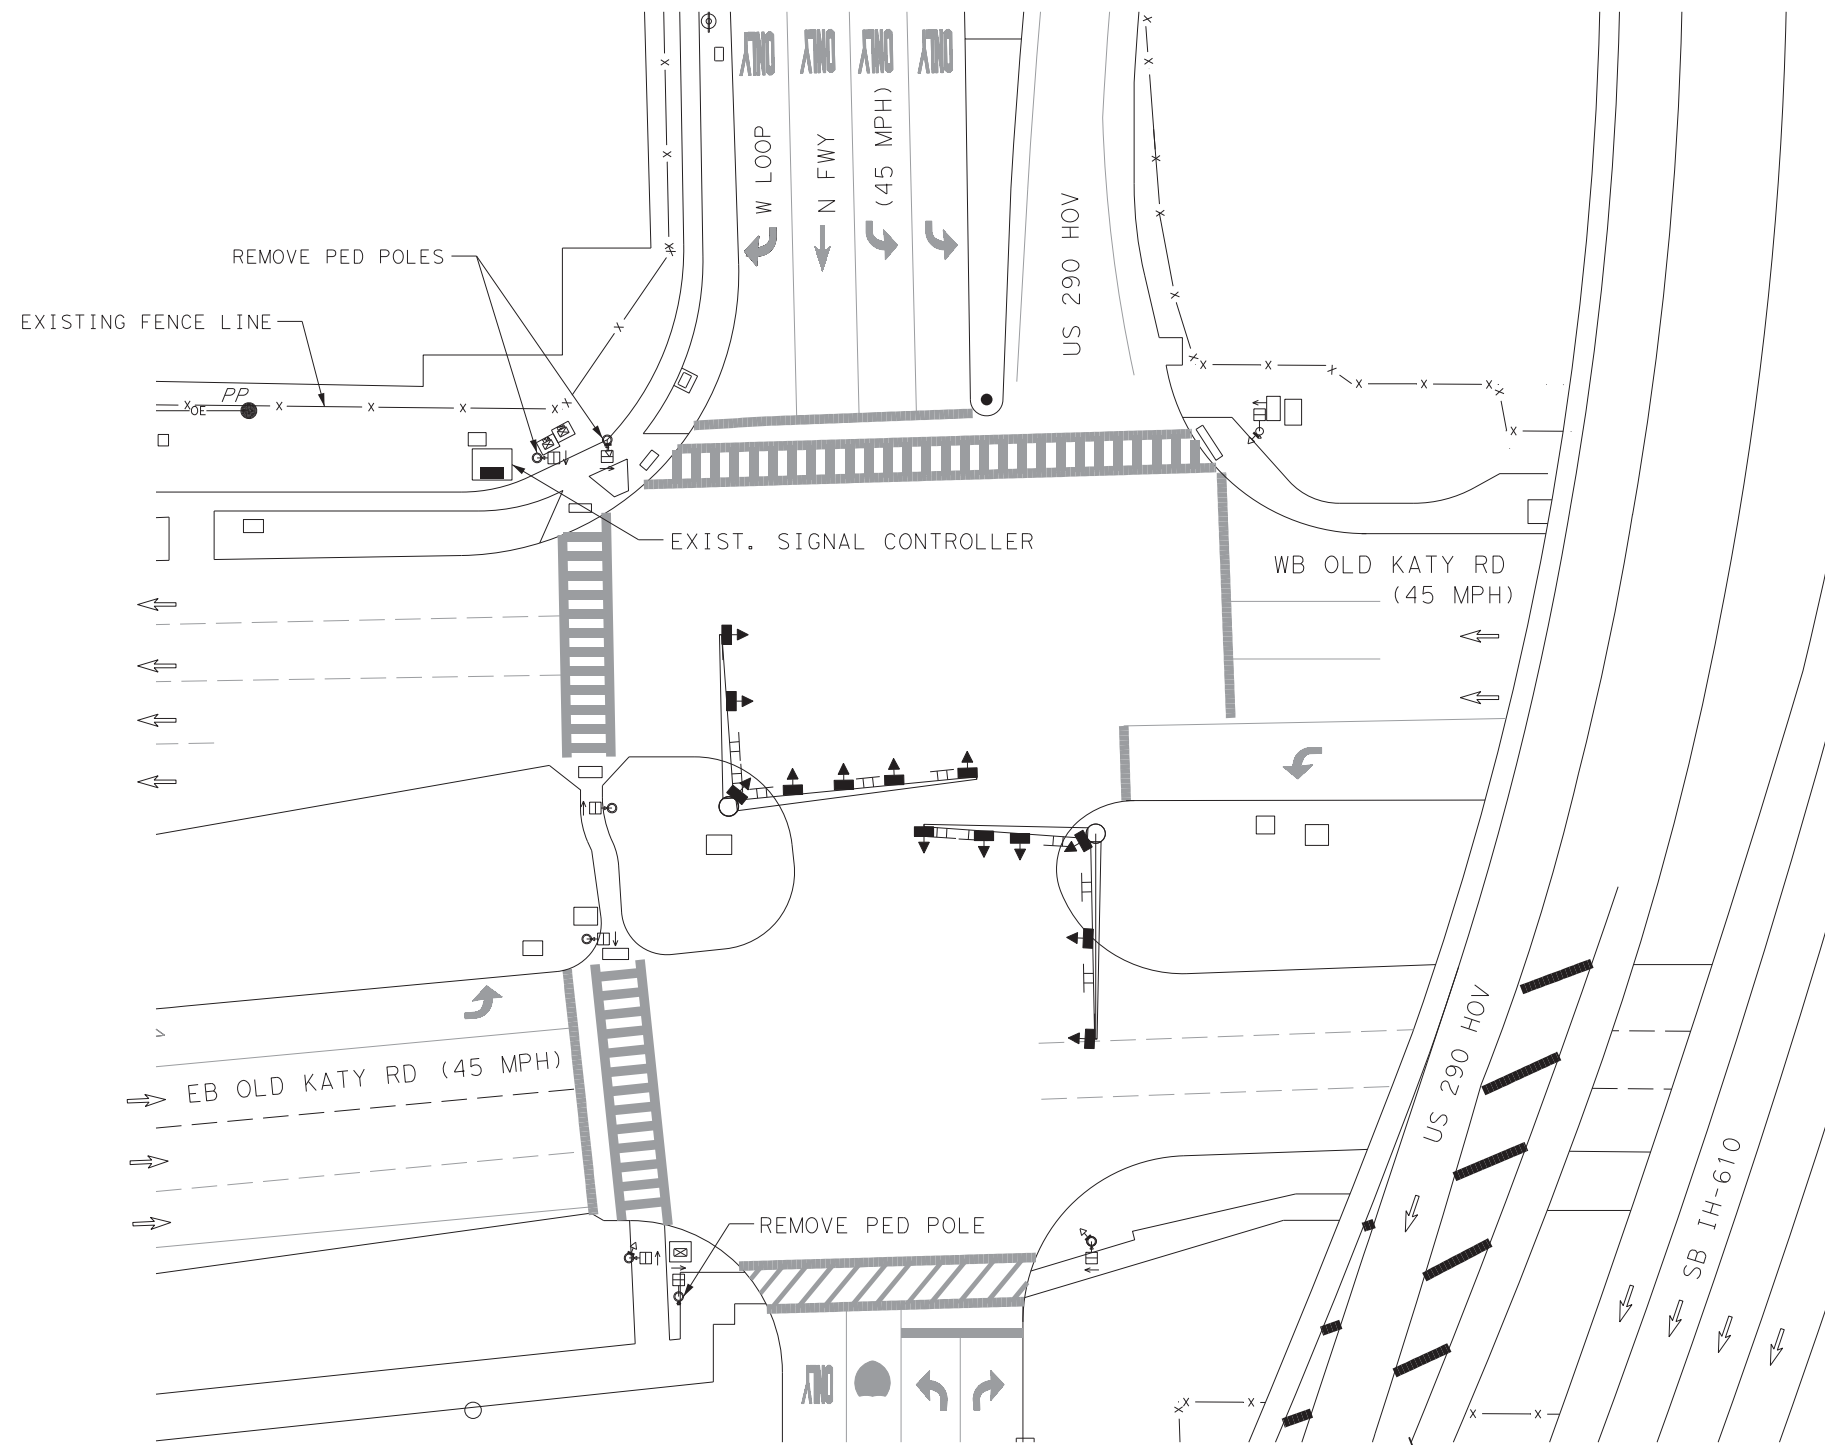 ONLY
ONLY
ONLY
ONLY
W LOOP
N FWY
(45 MPH)
US 290 HOV
REMOVE PED POLES
EXISTING FENCE LINE
PP
OE
EXIST. SIGNAL CONTROLLER
WB OLD KATY RD
(45 MPH)
EB OLD KATY RD (45 MPH)
US 290 HOV
SB IH-610
REMOVE PED POLE
ONLY